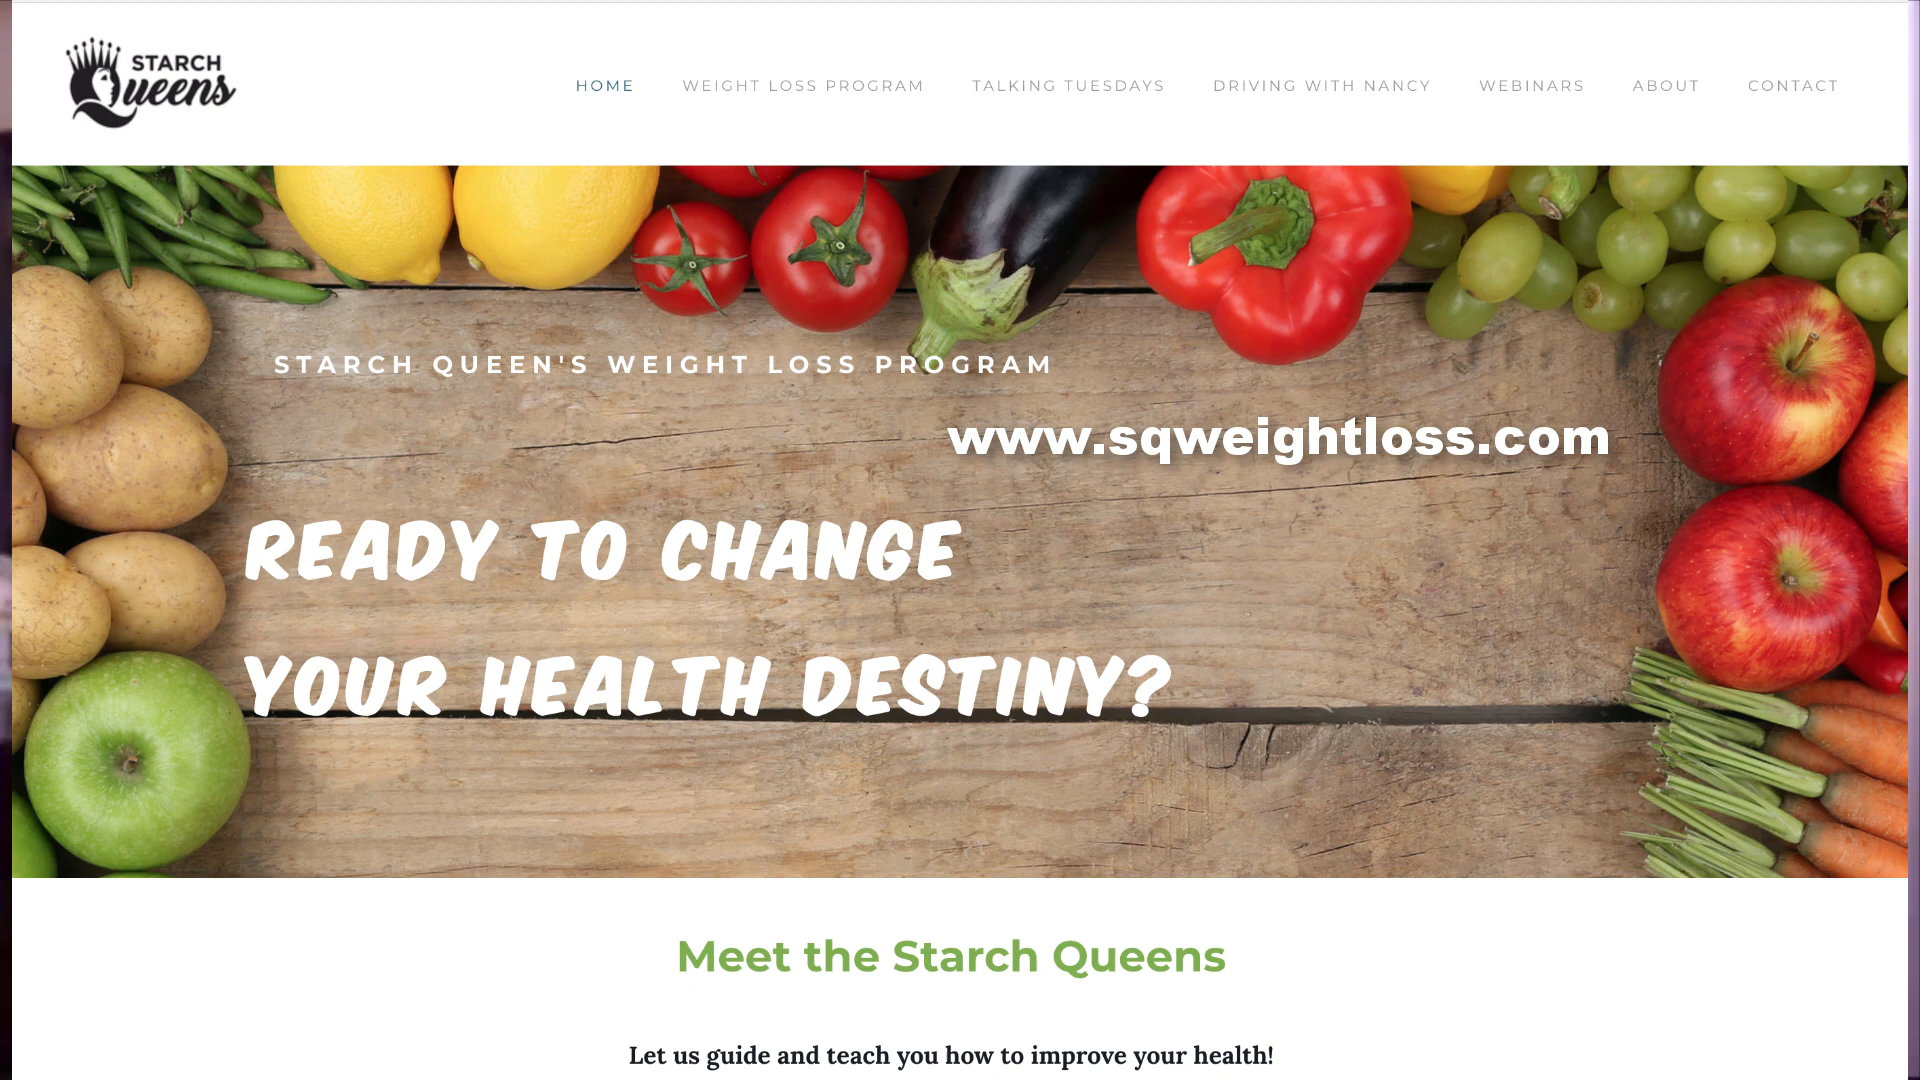 STARCH
Queens
HOME WEIGHT LOSS PROGRAM TALKING TUESDAYS DRIVING WITH NANCY WEBINARS ABOUT CONTACT
STARCH QUEEN'S WEIGHT LOSS PROGRAM
www.sqweightloss.com
READY TO CHANGE
YOUR HEALTH DESTINY?
Meet the Starch Queens
Let us guide and teach you how to improve your health!